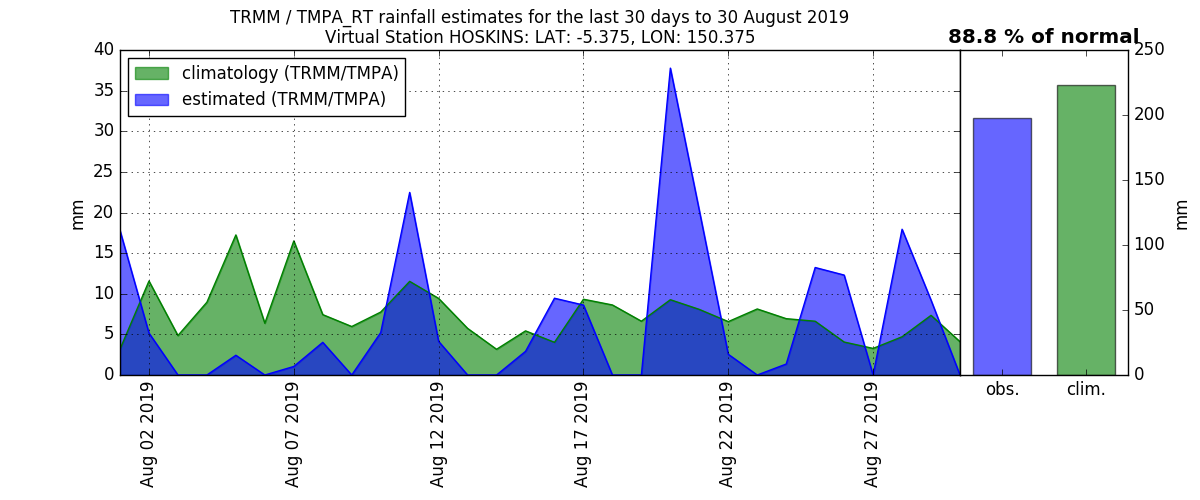 TRMM / TMPA_RT rainfall estimates for the last 30 days to 30 August 2019
Virtual Station HOSKINS: LAT: -5.375, LON: 150.375
88.8 % of normal
climatology (TRMM/TMPA)
estimated (TRMM/TMPA)
mm
40
35
30
25
20
15
10
5
0
Aug 02 2019
Aug 07 2019
Aug 12 2019
Aug 17 2019
Aug 22 2019
Aug 27 2019
obs.
clim.
250
200
150
100
50
0
mm